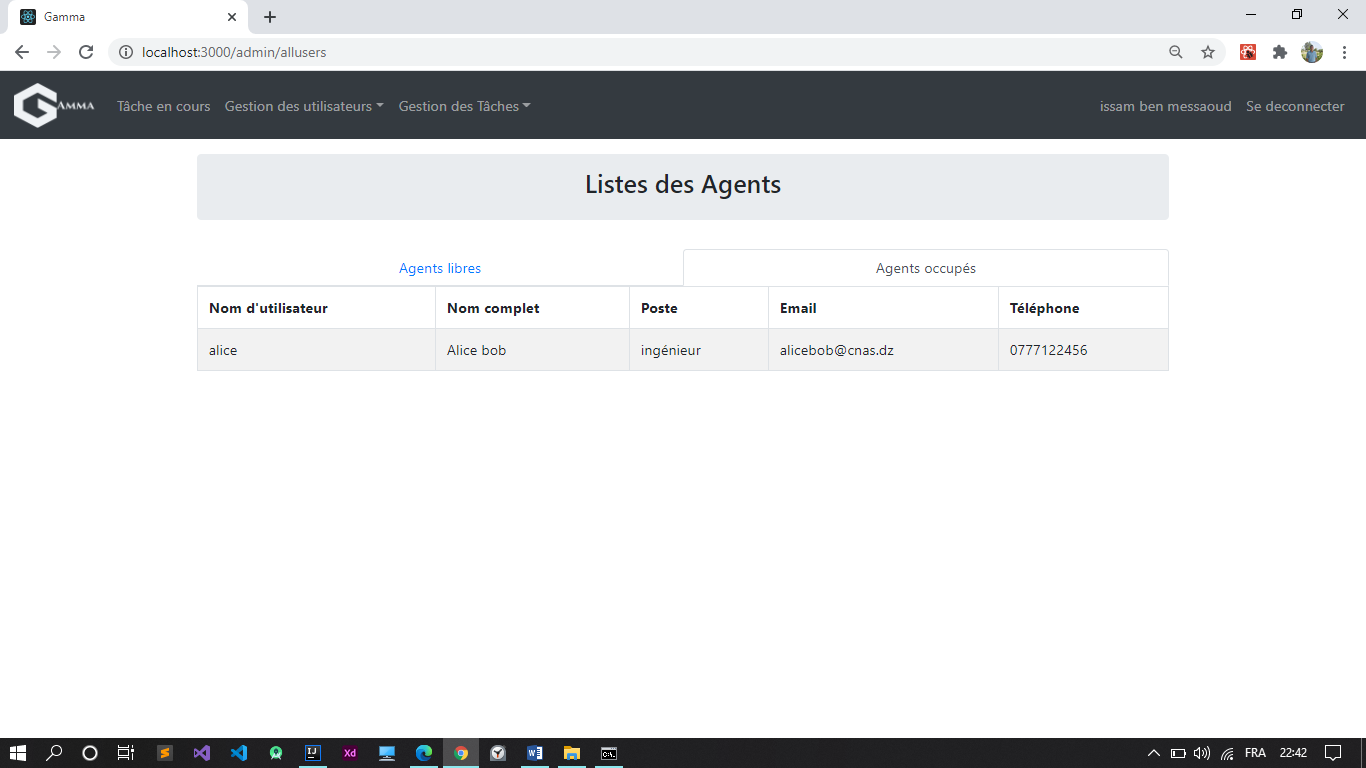 Gamma
localhost:3000/admin/allusers
GAMMA Tâche en cours Gestion des utilisateurs Gestion des Tâches issam ben messaoud Se deconnecter
Listes des Agents
Agents libres Agents occupés
Nom d'utilisateur Nom complet Poste Email Téléphone
alice Alice bob ingénieur alicebob@cnas.dz 0777122456
IJ Xd W C:\_ FRA 22:42